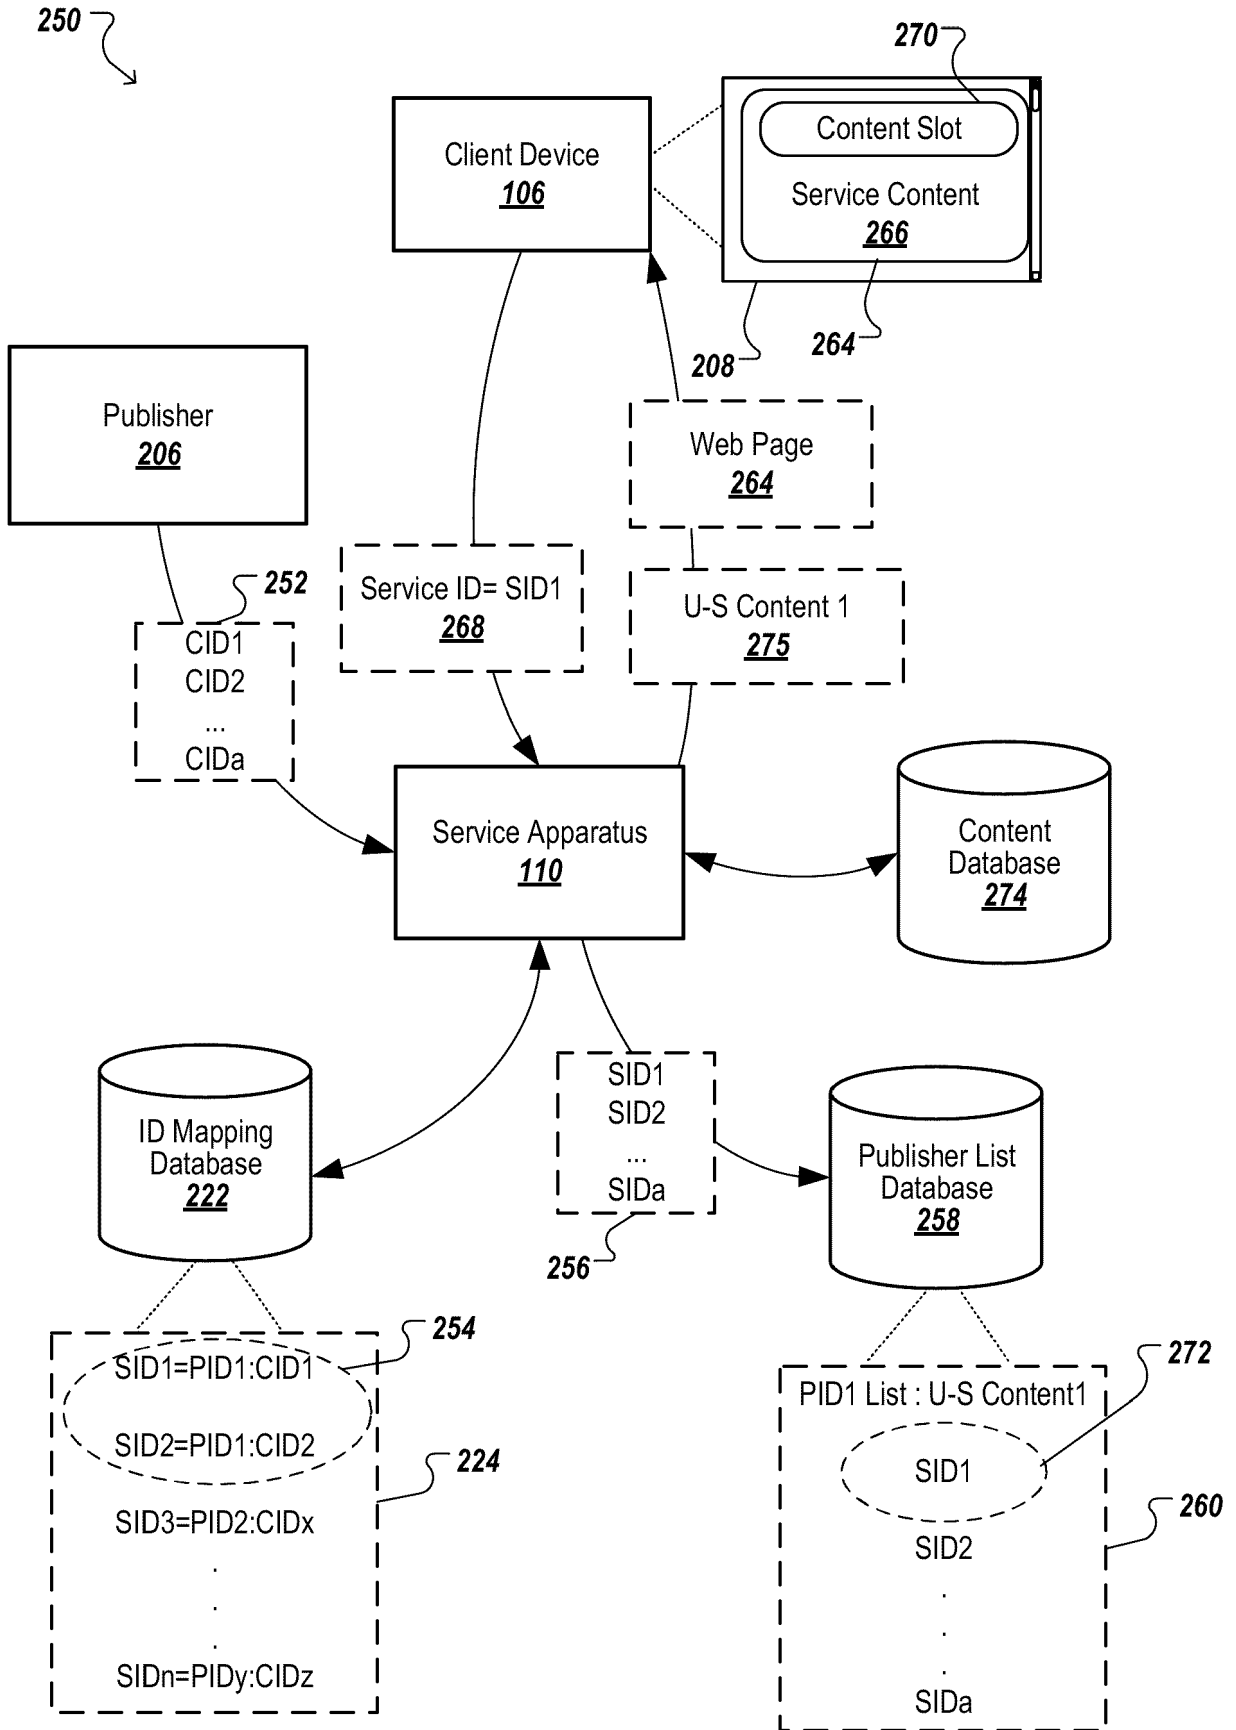 250
270
Content Slot
Service Content
266
Client Device
106
264
208
Publisher
206
Web Page
264
252
Service ID= SID1
268
U-S Content 1
275
CID1
CID2
...
CIDa
Service Apparatus
110
Content
Database
274
SID1
SID2
...
SIDa
256
ID Mapping
Database
222
Publisher List
Database
258
254
SID1=PID1:CID1
SID2=PID1:CID2
224
SID3=PID2:CIDx
.
.
.
SIDn=PIDy:CIDz
272
PID1 List : U-S Content1
SID1
260
SID2
.
.
.
SIDa